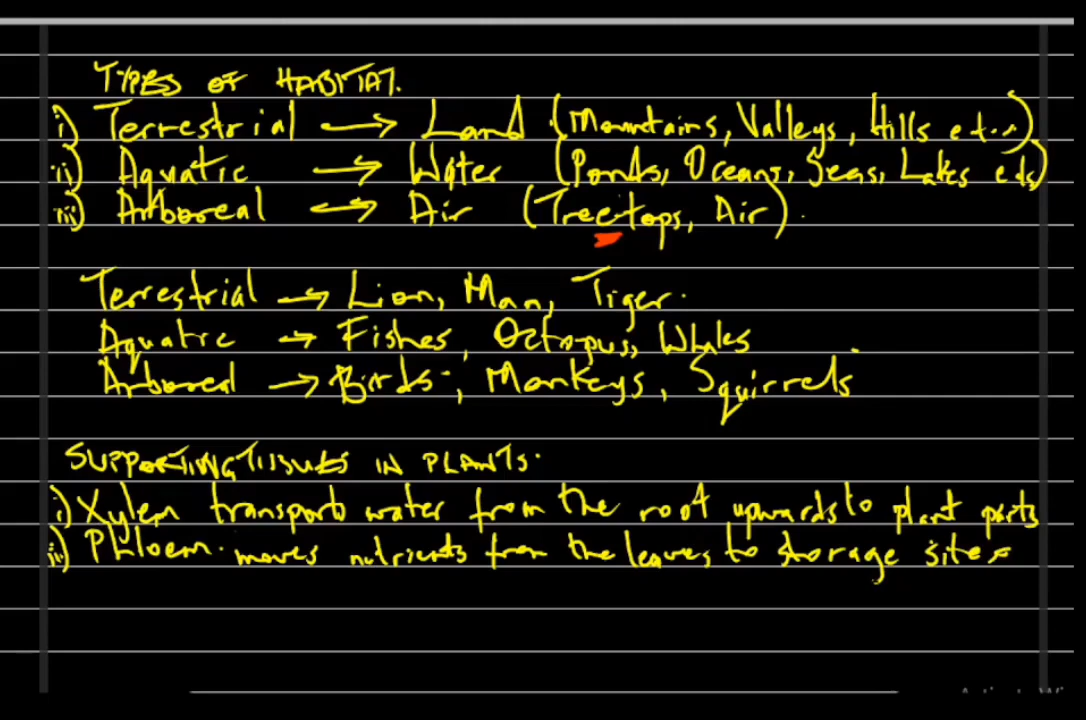 TYPES OF HABITAT.
i) Terrestrial → Land (Mountains, Valleys, Hills etc..)
ii) Aquatic → Water (Ponds, Oceans, Seas, Lakes etc)
iii) Arboreal → Air (Treetops, Air).
Terrestrial → Lion, Man, Tiger.
Aquatic → Fishes, Octopus, Whales
Arboreal → Birds, Monkeys, Squirrels
SUPPORTING TISSUES IN PLANTS.
i) Xylem transports water from the root upwards to plant parts
ii) Phloem. moves nutrients from the leaves to storage sites